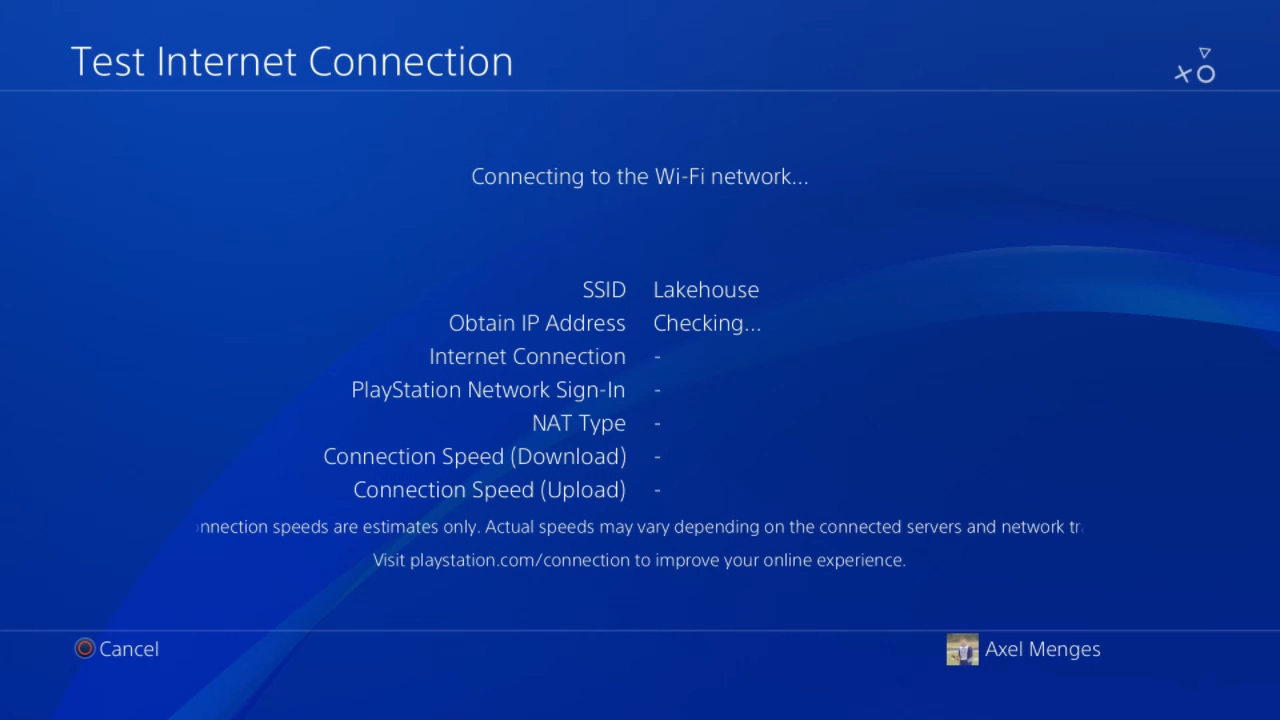 Test Internet Connection
Connecting to the Wi-Fi network...
SSID Lakehouse
Obtain IP Address Checking...
Internet Connection -
PlayStation Network Sign-In -
NAT Type -
Connection Speed (Download) -
Connection Speed (Upload) -
speeds are estimates only. Actual speeds may vary depending on the connected servers and network
Visit playstation.com/connection to improve your online experience.
Cancel
Axel Menges